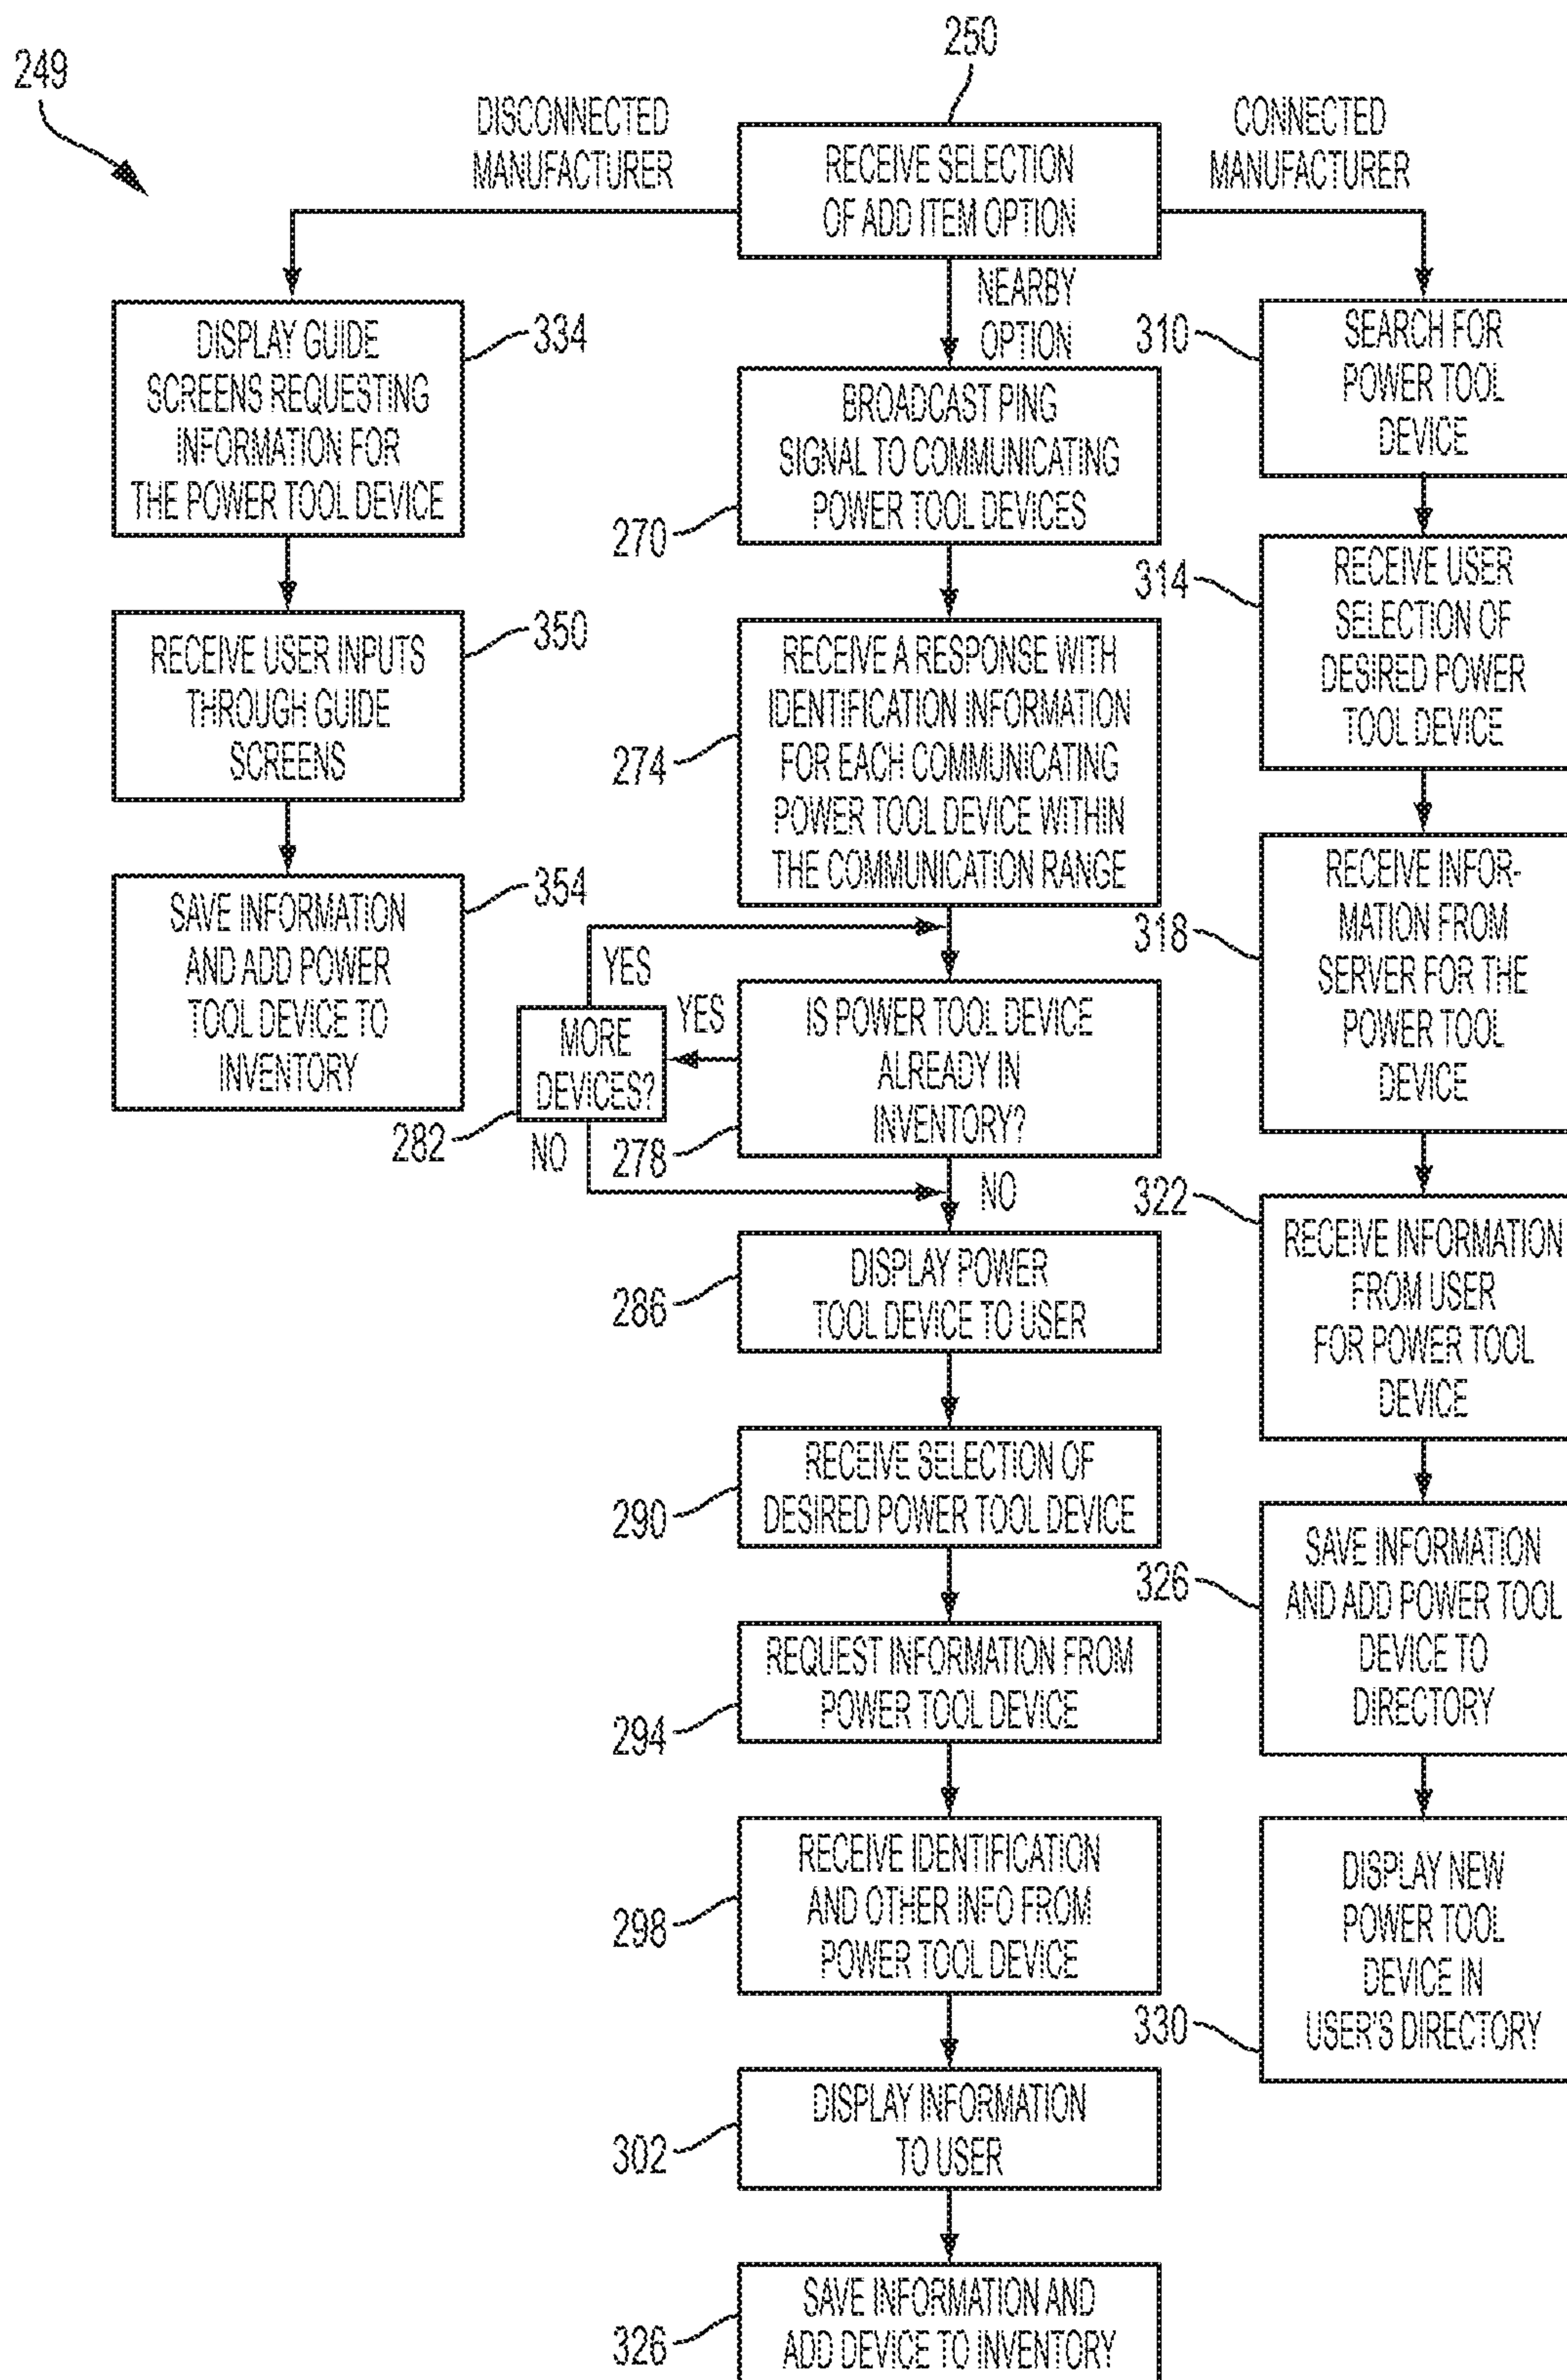 249
250
DISCONNECTED
MANUFACTURER
RECEIVE SELECTION
OF ADD ITEM OPTION
CONNECTED
MANUFACTURER
DISPLAY GUIDE
SCREENS REQUESTING
INFORMATION FOR
THE POWER TOOL DEVICE
334
RECEIVE USER INPUTS
THROUGH GUIDE
SCREENS
350
SAVE INFORMATION
AND ADD POWER
TOOL DEVICE TO
INVENTORY
354
NEARBY
OPTION
BROADCAST PING
SIGNAL TO COMMUNICATING
POWER TOOL DEVICES
270
RECEIVE A RESPONSE WITH
IDENTIFICATION INFORMATION
FOR EACH COMMUNICATING
POWER TOOL DEVICE WITHIN
THE COMMUNICATION RANGE
274
YES
YES
MORE
DEVICES?
282
NO
IS POWER TOOL DEVICE
ALREADY IN
INVENTORY?
278
NO
DISPLAY POWER
TOOL DEVICE TO USER
286
RECEIVE SELECTION OF
DESIRED POWER TOOL DEVICE
290
REQUEST INFORMATION FROM
POWER TOOL DEVICE
294
RECEIVE IDENTIFICATION
AND OTHER INFO FROM
POWER TOOL DEVICE
298
DISPLAY INFORMATION
TO USER
302
SAVE INFORMATION AND
ADD DEVICE TO INVENTORY
326
310
SEARCH FOR
POWER TOOL
DEVICE
314
RECEIVE USER
SELECTION OF
DESIRED POWER
TOOL DEVICE
318
RECEIVE INFOR-
MATION FROM
SERVER FOR THE
POWER TOOL
DEVICE
322
RECEIVE INFORMATION
FROM USER
FOR POWER TOOL
DEVICE
326
SAVE INFORMATION
AND ADD POWER TOOL
DEVICE TO
DIRECTORY
330
DISPLAY NEW
POWER TOOL
DEVICE IN
USER'S DIRECTORY